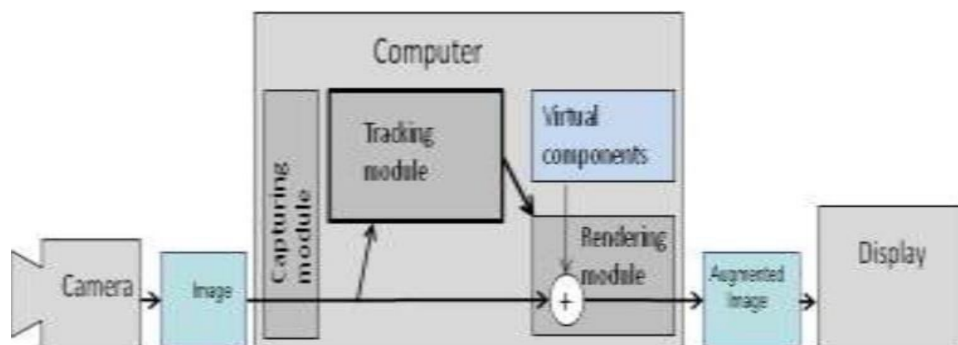 Computer
Capturing
module
Tracking
module
Virtual
components
Rendering
module
+
Camera
Image
Augmented
Image
Display